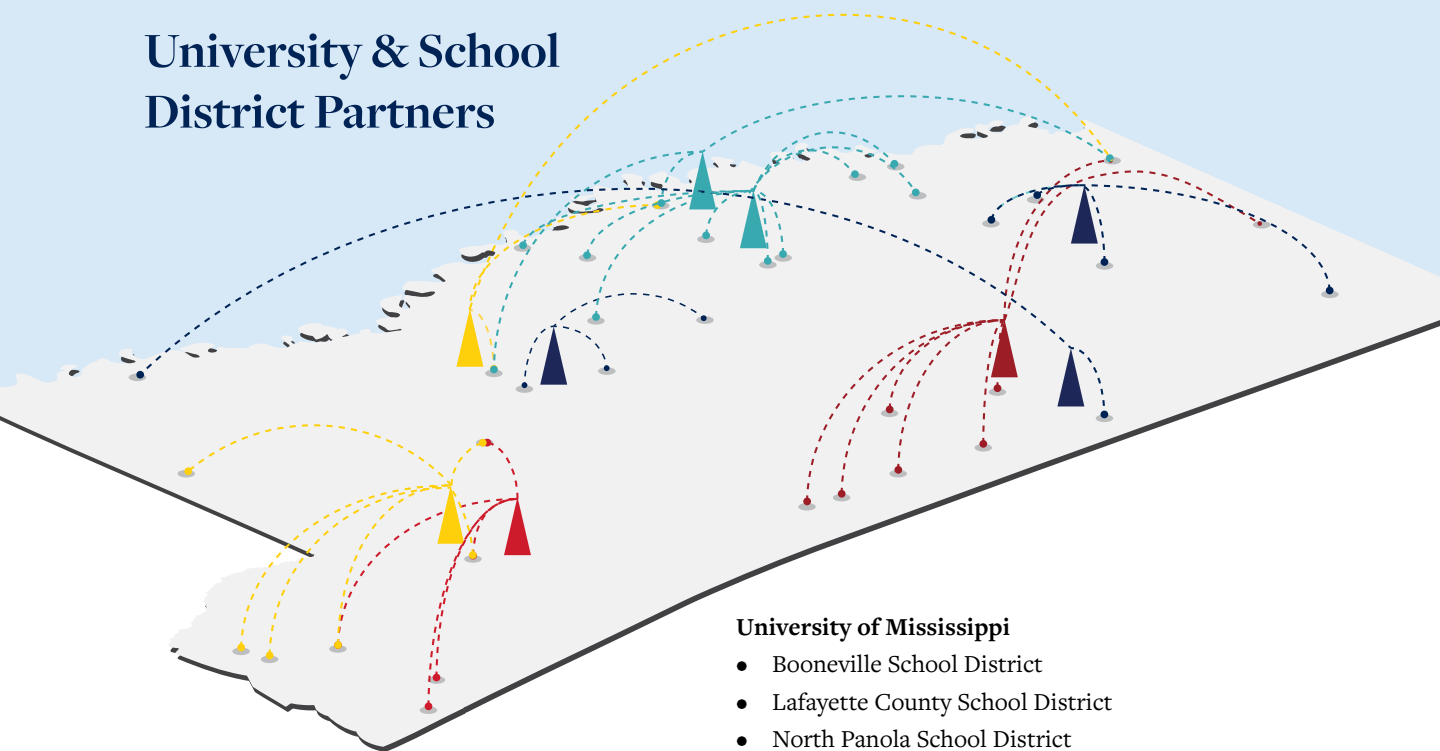 University & School
District Partners
University of Mississippi
● Booneville School District
● Lafayette County School District
● North Panola School District